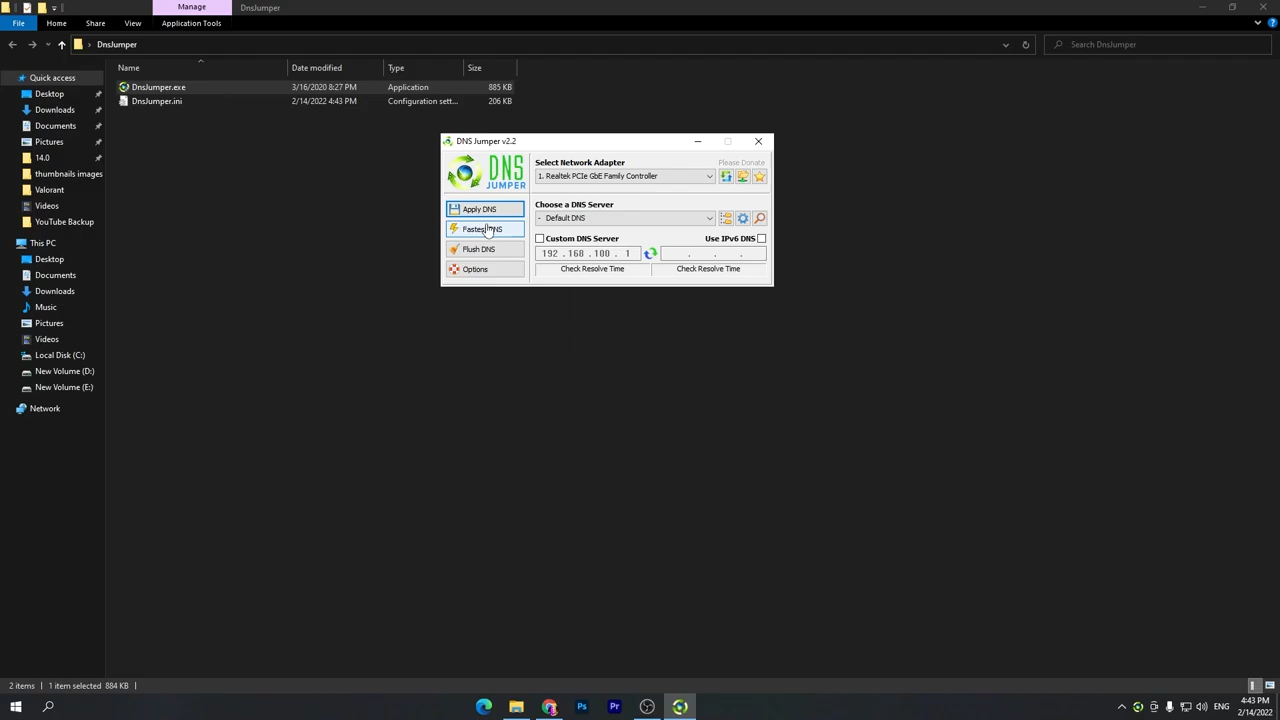 Manage
DnsJumper
File
Home
Share
View
Application Tools
DnsJumper
Search DnsJumper
Name
Date modified
Type
Size
Quick access
Desktop
Downloads
Documents
Pictures
14.0
thumbnails images
Valorant
Videos
YouTube Backup
This PC
Desktop
Documents
Downloads
Music
Pictures
Videos
Local Disk (C:)
New Volume (D:)
New Volume (E:)
Network
DnsJumper.exe
3/16/2020 8:27 PM
Application
885 KB
DnsJumper.ini
2/14/2022 4:43 PM
Configuration sett...
206 KB
DNS Jumper v2.2
DNS
JUMPER
Apply DNS
Fastest DNS
Flush DNS
Options
Select Network Adapter
Please Donate
1. Realtek PCIe GbE Family Controller
Choose a DNS Server
- Default DNS
Custom DNS Server
Use IPv6 DNS
192 .168 .100 . 1
. . .
Check Resolve Time
Check Resolve Time
2 items
1 item selected 884 KB
Ps
Pr
ENG
4:43 PM
2/14/2022